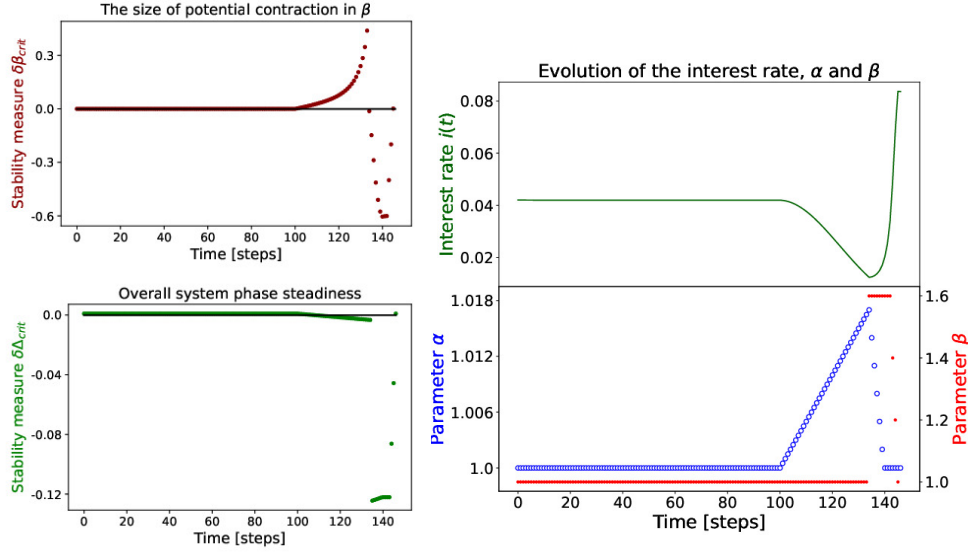 The size of potential contraction in β
Stability measure δβ_crit
0.3
0.0
-0.3
-0.6
0 20 40 60 80 100 120 140
Time [steps]
Overall system phase steadiness
Stability measure δΔ_crit
0.0
-0.04
-0.08
-0.12
0 20 40 60 80 100 120 140
Time [steps]
Evolution of the interest rate, α and β
Interest rate i(t)
0.08
0.06
0.04
0.02
Parameter α
1.018
1.012
1.006
1.0
1.6
1.4
1.2
1.0
Parameter β
0 20 40 60 80 100 120 140
Time [steps]